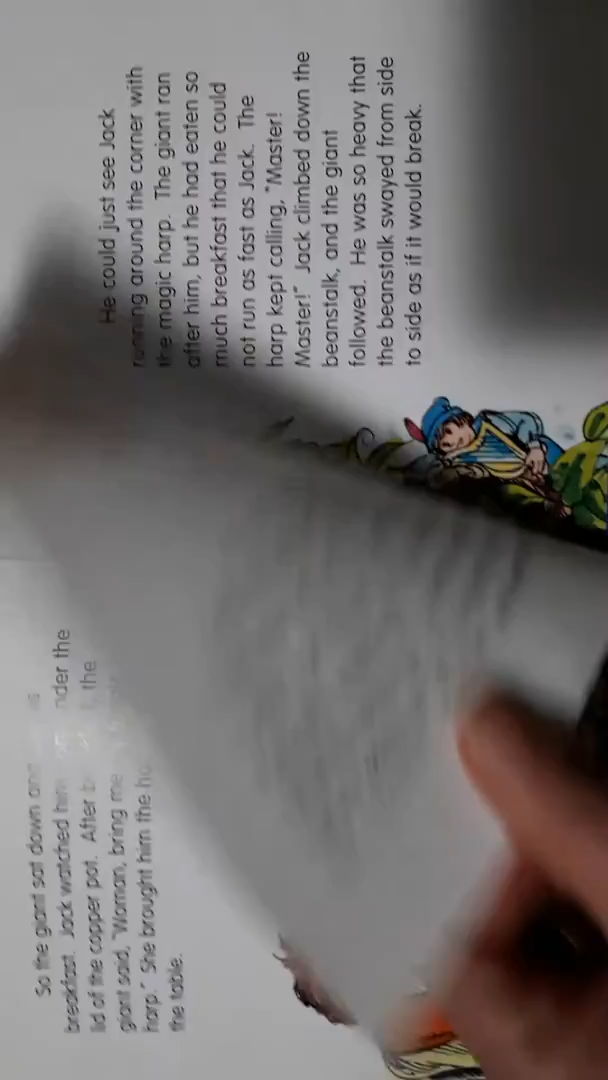 So the giant sat down and
breakfast. Jack watched him nder the
lid of the copper pot. After the
giant said, "Woman, bring me
harp." She brought him the
the table.
He could just see Jack
running around the corner with
the magic harp. The giant ran
after him, but he had eaten so
much breakfast that he could
not run as fast as Jack. The
harp kept calling, "Master!
Master!" Jack climbed down the
beanstalk, and the giant
followed. He was so heavy that
the beanstalk swayed from side
to side as if it would break.